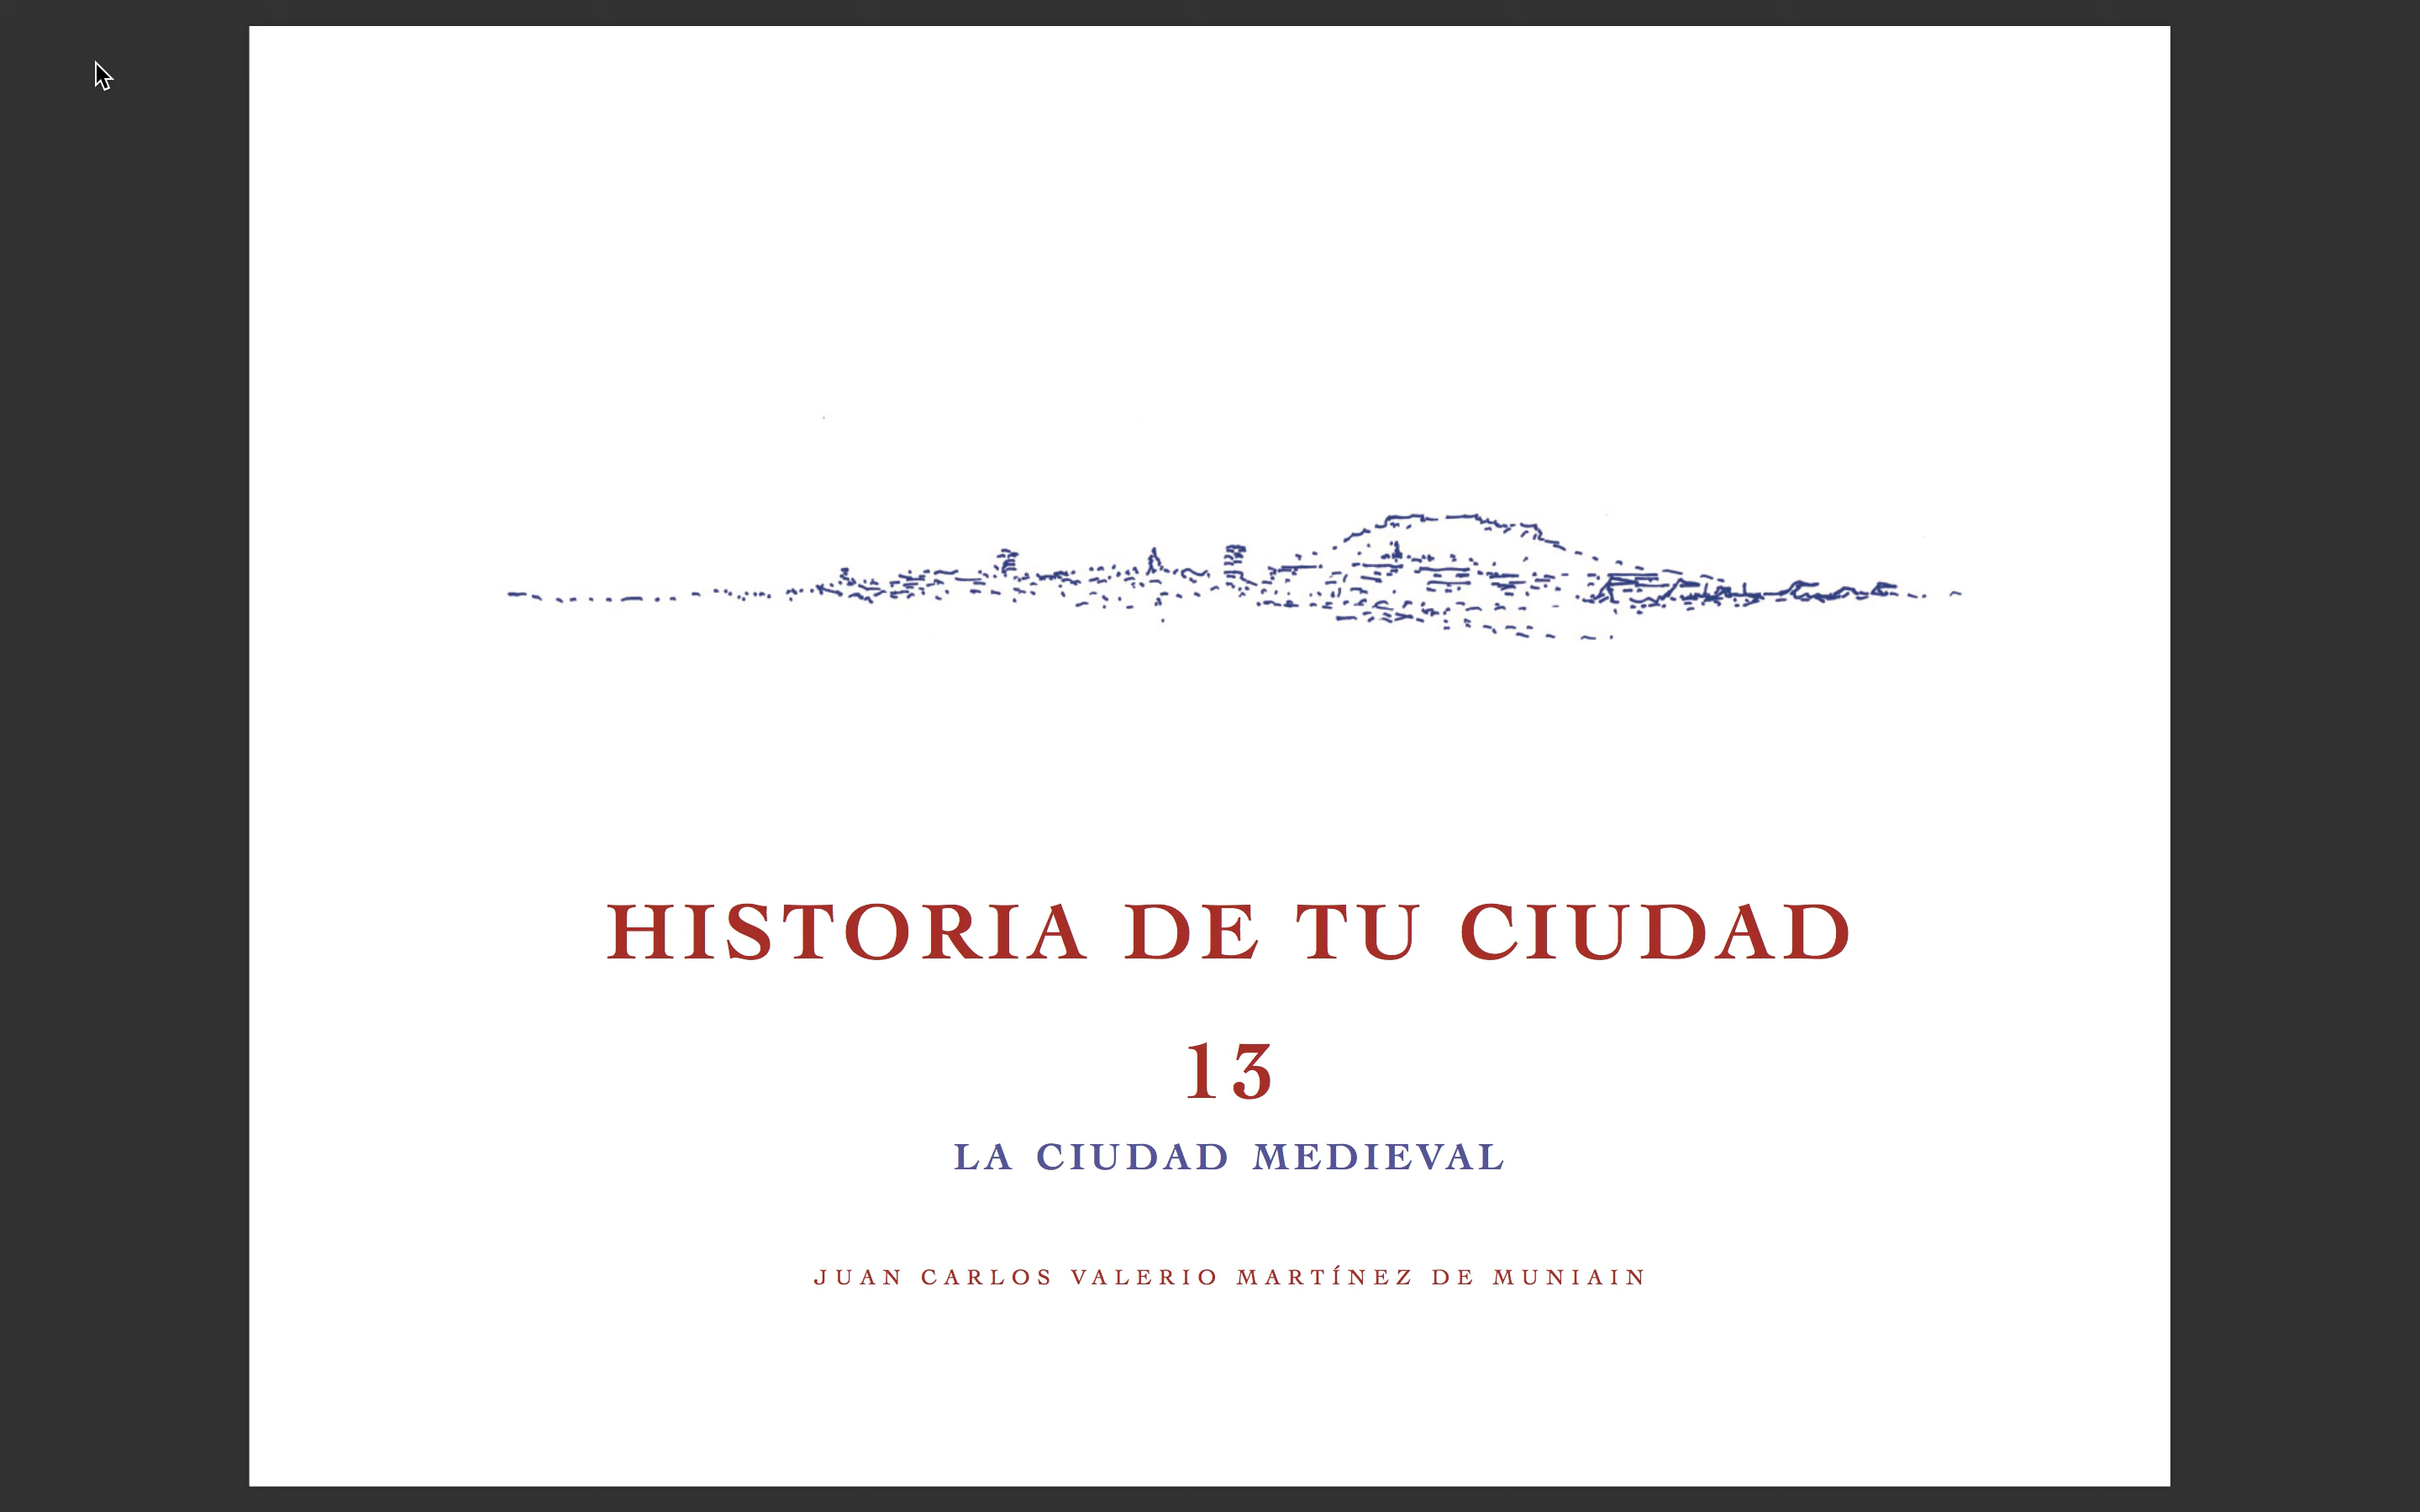 HISTORIA DE TU CIUDAD
13
LA CIUDAD MEDIEVAL
JUAN CARLOS VALERIO MARTÍNEZ DE MUNIAIN